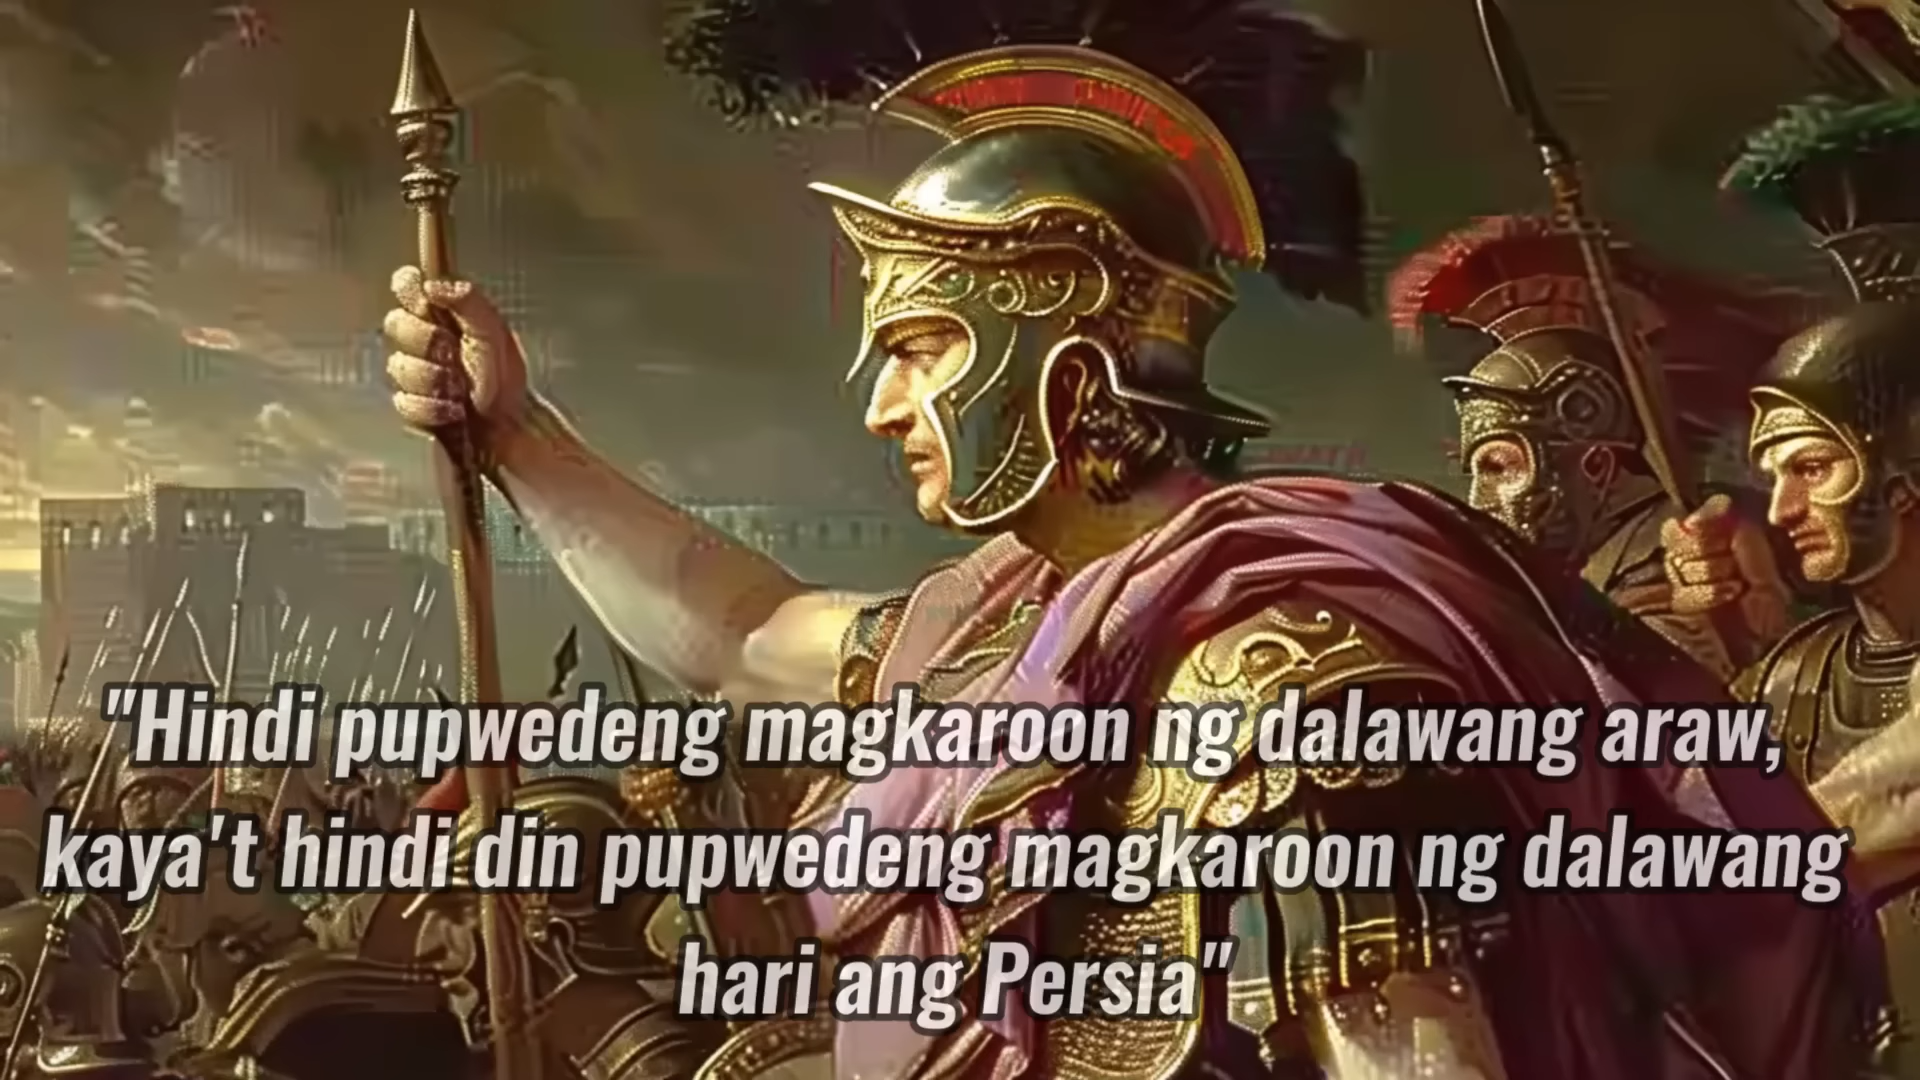 "Hindi pupwedeng magkaroon ng dalawang araw,
kaya't hindi din pupwedeng magkaroon ng dalawang
hari ang Persia"